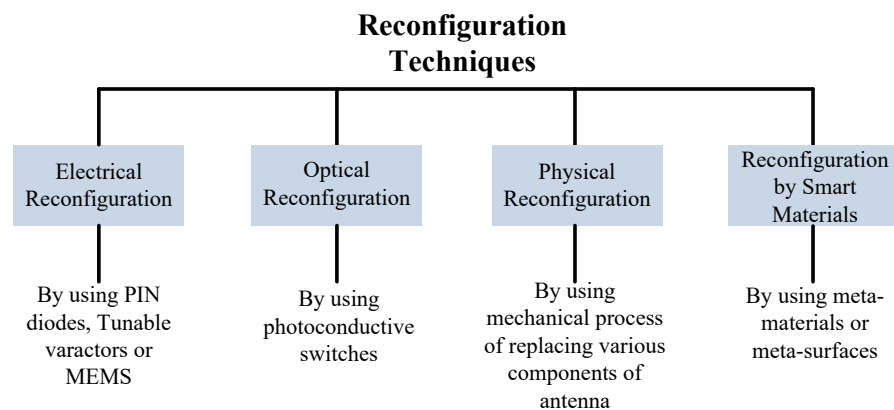 Reconfiguration
Techniques
Electrical
Reconfiguration
Optical
Reconfiguration
Physical
Reconfiguration
Reconfiguration
by Smart
Materials
By using PIN
diodes, Tunable
varactors or
MEMS
By using
photoconductive
switches
By using
mechanical process
of replacing various
components of
antenna
By using meta-
materials or
meta-surfaces